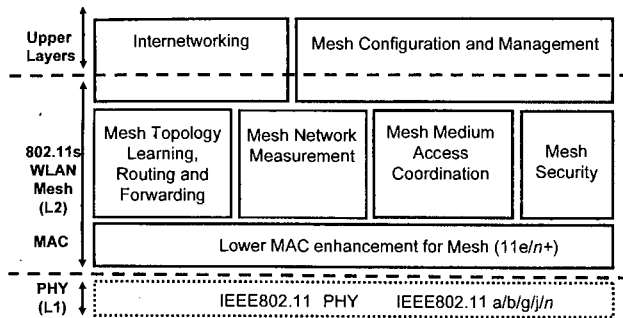 Upper
Layers
Internetworking
Mesh Configuration and Management
802.11s
WLAN
Mesh
(L2)
Mesh Topology
Learning,
Routing and
Forwarding
Mesh Network
Measurement
Mesh Medium
Access
Coordination
Mesh
Security
MAC
Lower MAC enhancement for Mesh (11e/n+)
PHY
(L1)
IEEE802.11 PHY IEEE802.11 a/b/g/j/n